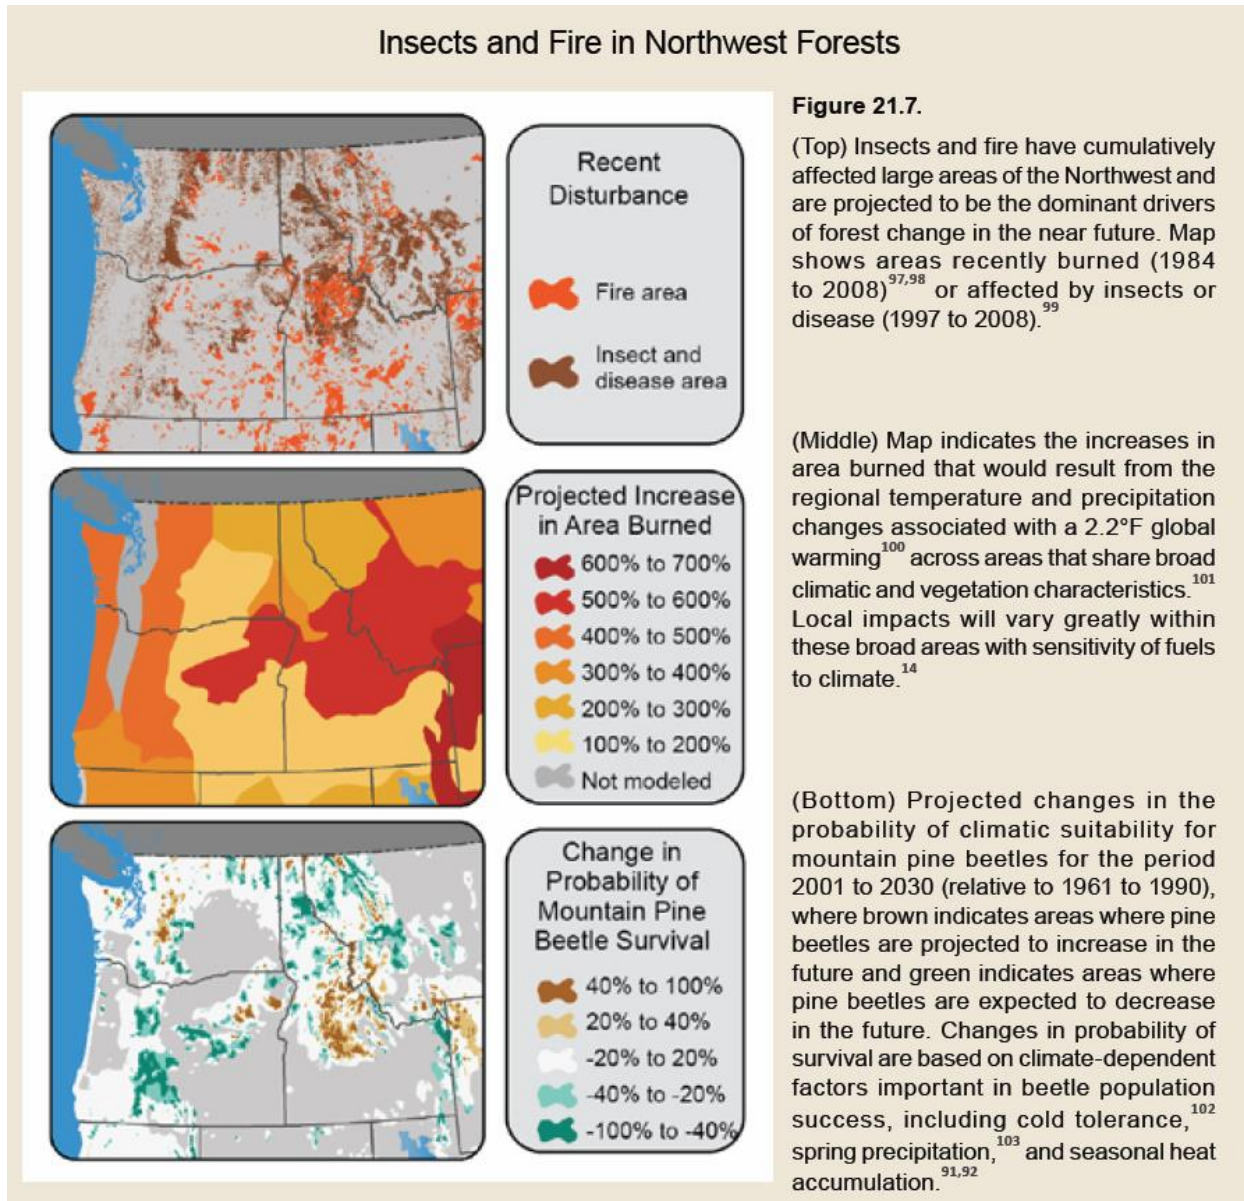 Insects and Fire in Northwest Forests
Recent
Disturbance
Fire area
Insect and
disease area
Projected Increase
in Area Burned
600% to 700%
500% to 600%
400% to 500%
300% to 400%
200% to 300%
100% to 200%
Not modeled
Change in
Probability of
Mountain Pine
Beetle Survival
40% to 100%
20% to 40%
-20% to 20%
-40% to -20%
-100% to -40%
Figure 21.7.
(Top) Insects and fire have cumulatively
affected large areas of the Northwest and
are projected to be the dominant drivers
of forest change in the near future. Map
shows areas recently burned (1984
to 2008)97,98 or affected by insects or
disease (1997 to 2008).99
(Middle) Map indicates the increases in
area burned that would result from the
regional temperature and precipitation
changes associated with a 2.2°F global
warming100 across areas that share broad
climatic and vegetation characteristics.101
Local impacts will vary greatly within
these broad areas with sensitivity of fuels
to climate.14
(Bottom) Projected changes in the
probability of climatic suitability for
mountain pine beetles for the period
2001 to 2030 (relative to 1961 to 1990),
where brown indicates areas where pine
beetles are projected to increase in the
future and green indicates areas where
pine beetles are expected to decrease
in the future. Changes in probability of
survival are based on climate-dependent
factors important in beetle population
success, including cold tolerance,102
spring precipitation,103 and seasonal heat
accumulation.91,92